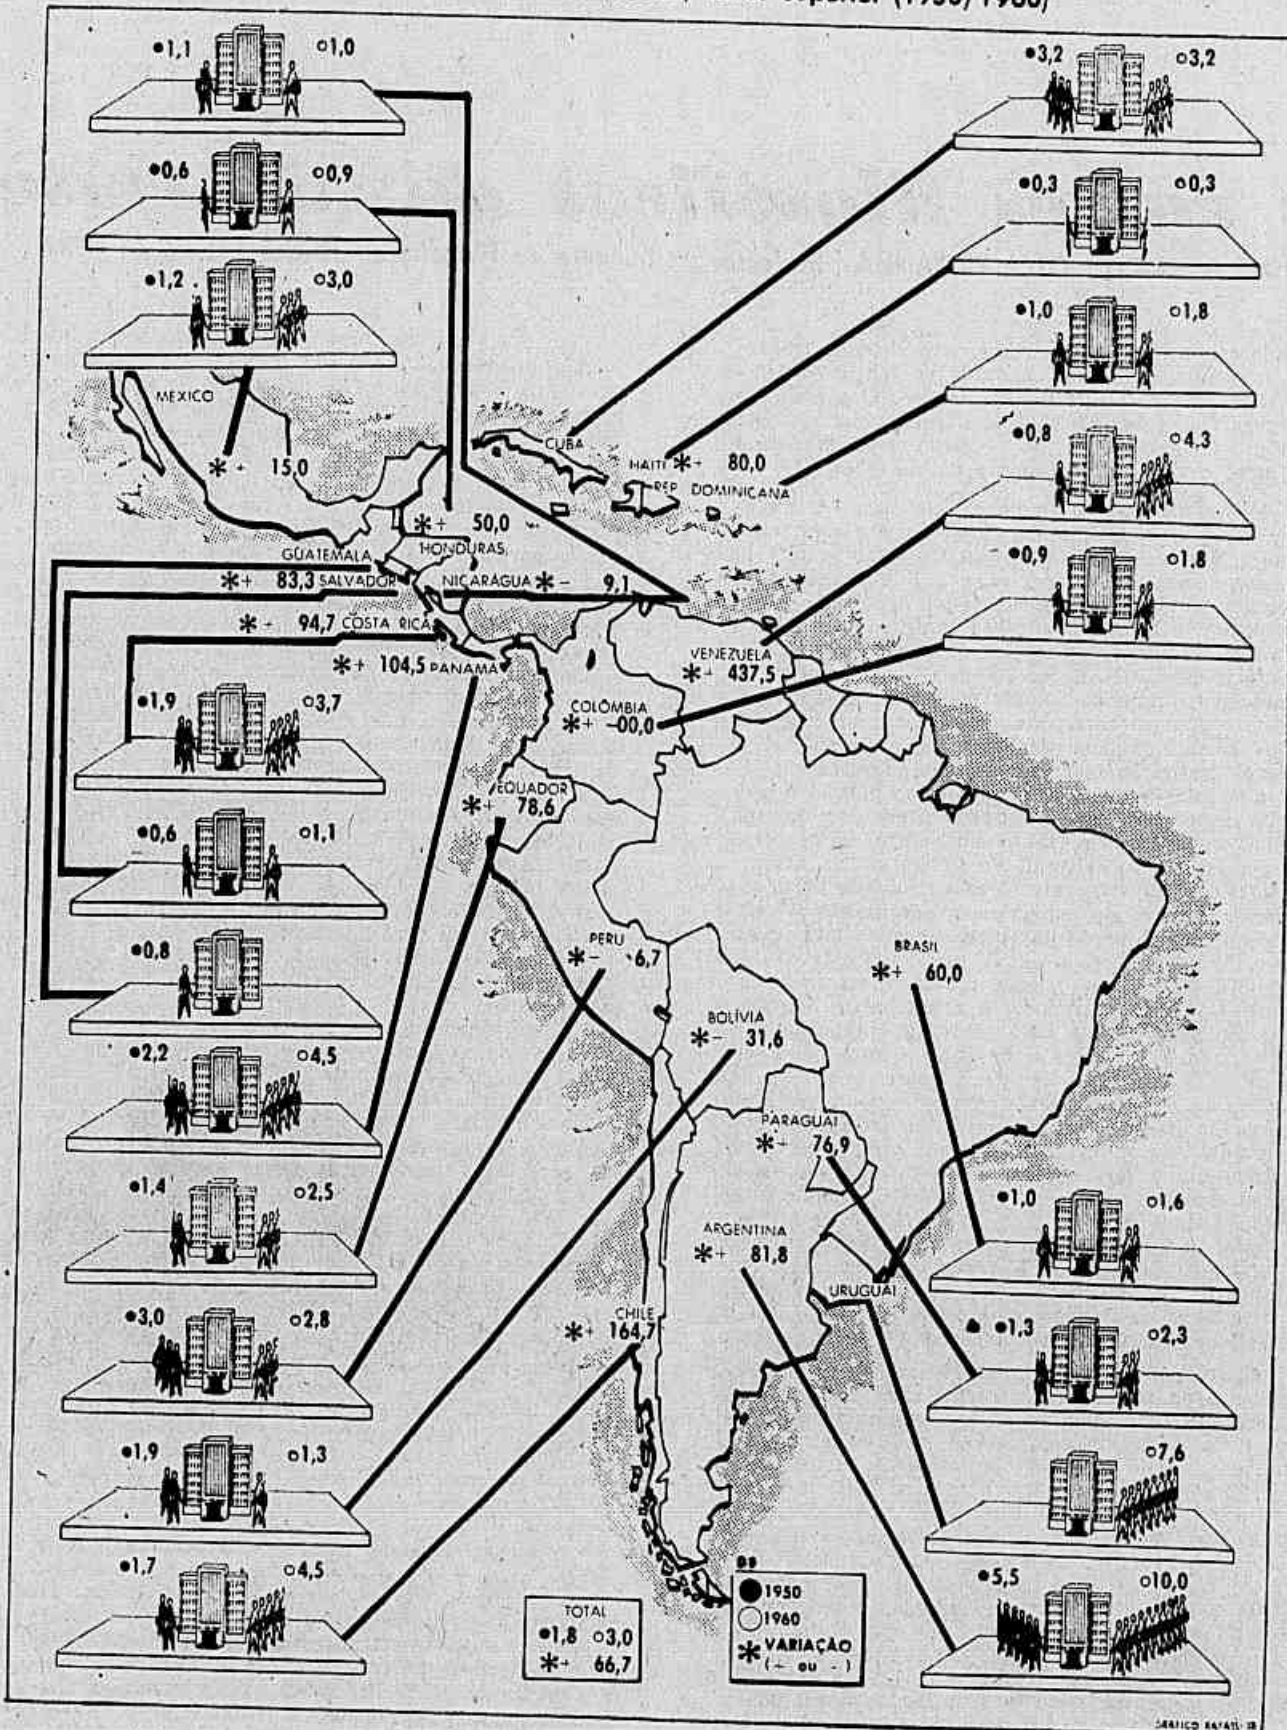 (1950/1960)
●1,1 ○1,0
●0,6 ○0,9
●1,2 ○3,0
●3,2 ○3,2
●0,3 ○0,3
●1,0 ○1,8
●0,8 ○4,3
●0,9 ○1,8
MEXICO
*+ 15,0
CUBA
HAITI *+ 80,0
REP DOMINICANA
*+ 50,0
HONDURAS
GUATEMALA
*+ 83,3 SALVADOR
NICARÁGUA *- 9,1
*+ 94,7 COSTA RICA
*+ 104,5 PANAMÁ
VENEZUELA
*+ 437,5
COLÔMBIA
*+ -00,0
EQUADOR
*+ 78,6
PERU
*- 6,7
BRASIL
*+ 60,0
BOLÍVIA
*- 31,6
PARAGUAI
*+ 76,9
ARGENTINA
*+ 81,8
URUGUAI
CHILE
*+ 164,7
●1,9 ○3,7
●0,6 ○1,1
●0,8
●2,2 ○4,5
●1,4 ○2,5
●3,0 ○2,8
●1,9 ○1,3
●1,7 ○4,5
●1,0 ○1,6
●1,3 ○2,3
○7,6
●5,5 ○10,0
TOTAL
●1,8 ○3,0
*+ 66,7
●1950
○1960
* VARIAÇÃO
(+ ou -)